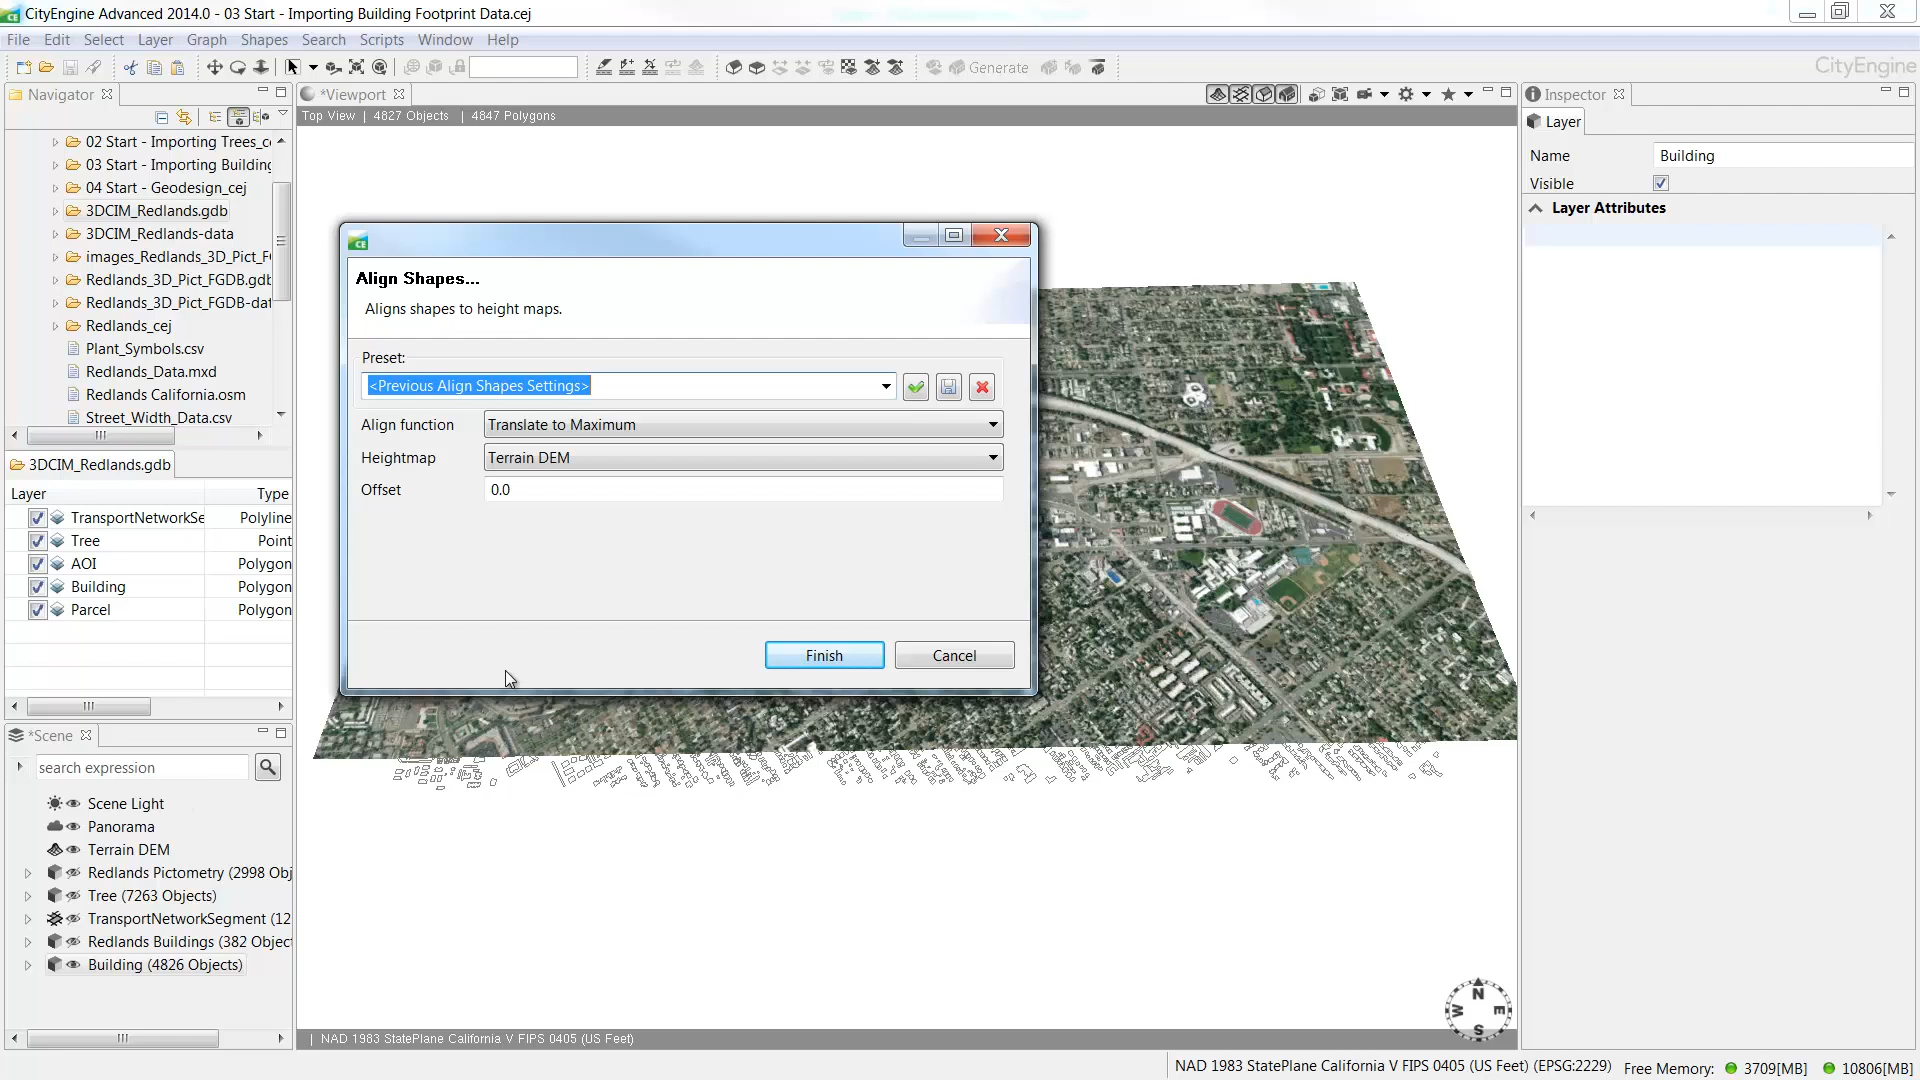 CityEngine Advanced 2014.0 - 03 Start - Importing Building Footprint Data.cej
File Edit Select Layer Graph Shapes Search Scripts Window Help
Generate
CityEngine
Navigator
02 Start - Importing Trees_c
03 Start - Importing Building
04 Start - Geodesign_cej
3DCIM_Redlands.gdb
3DCIM_Redlands-data
images_Redlands_3D_Pict_F
Redlands_3D_Pict_FGDB.gdb
Redlands_3D_Pict_FGDB-dat
Redlands_cej
Plant_Symbols.csv
Redlands_Data.mxd
Redlands California.osm
Street_Width_Data.csv
3DCIM_Redlands.gdb
Layer Type
TransportNetworkSe Polyline
Tree Point
AOI Polygon
Building Polygon
Parcel Polygon
*Scene
search expression
Scene Light
Panorama
Terrain DEM
Redlands Pictometry (2998 Obj
Tree (7263 Objects)
TransportNetworkSegment (12
Redlands Buildings (382 Object
Building (4826 Objects)
*Viewport
Top View | 4827 Objects | 4847 Polygons
CE
Align Shapes...
Aligns shapes to height maps.
Preset:
<Previous Align Shapes Settings>
Align function Translate to Maximum
Heightmap Terrain DEM
Offset 0.0
Finish Cancel
N
W E
S
| NAD 1983 StatePlane California V FIPS 0405 (US Feet)
Inspector
Layer
Name Building
Visible
Layer Attributes
NAD 1983 StatePlane California V FIPS 0405 (US Feet) (EPSG:2229) Free Memory: 3709[MB] 10806[MB]